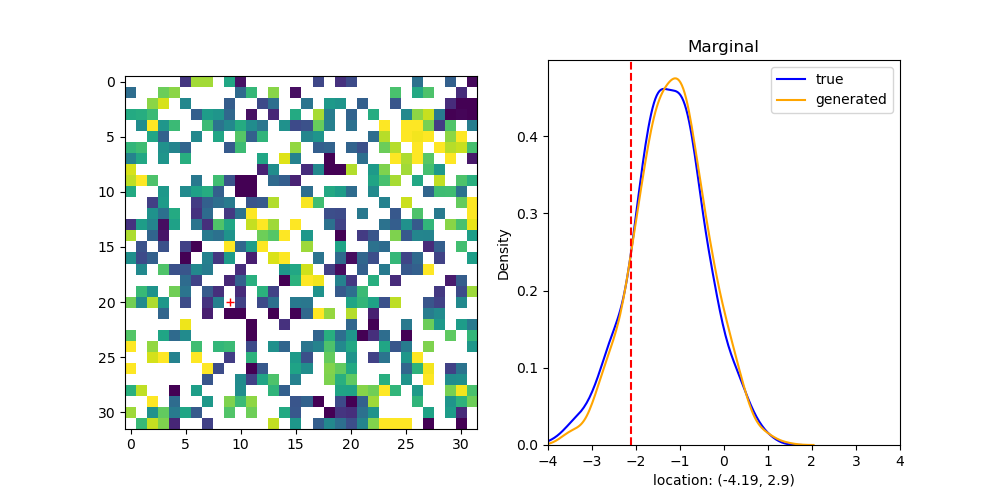 Marginal
true
generated
0
5
10
15
20
25
30
0 5 10 15 20 25 30
Density
0.4
0.3
0.2
0.1
0.0
−4 −3 −2 −1 0 1 2 3 4
location: (-4.19, 2.9)